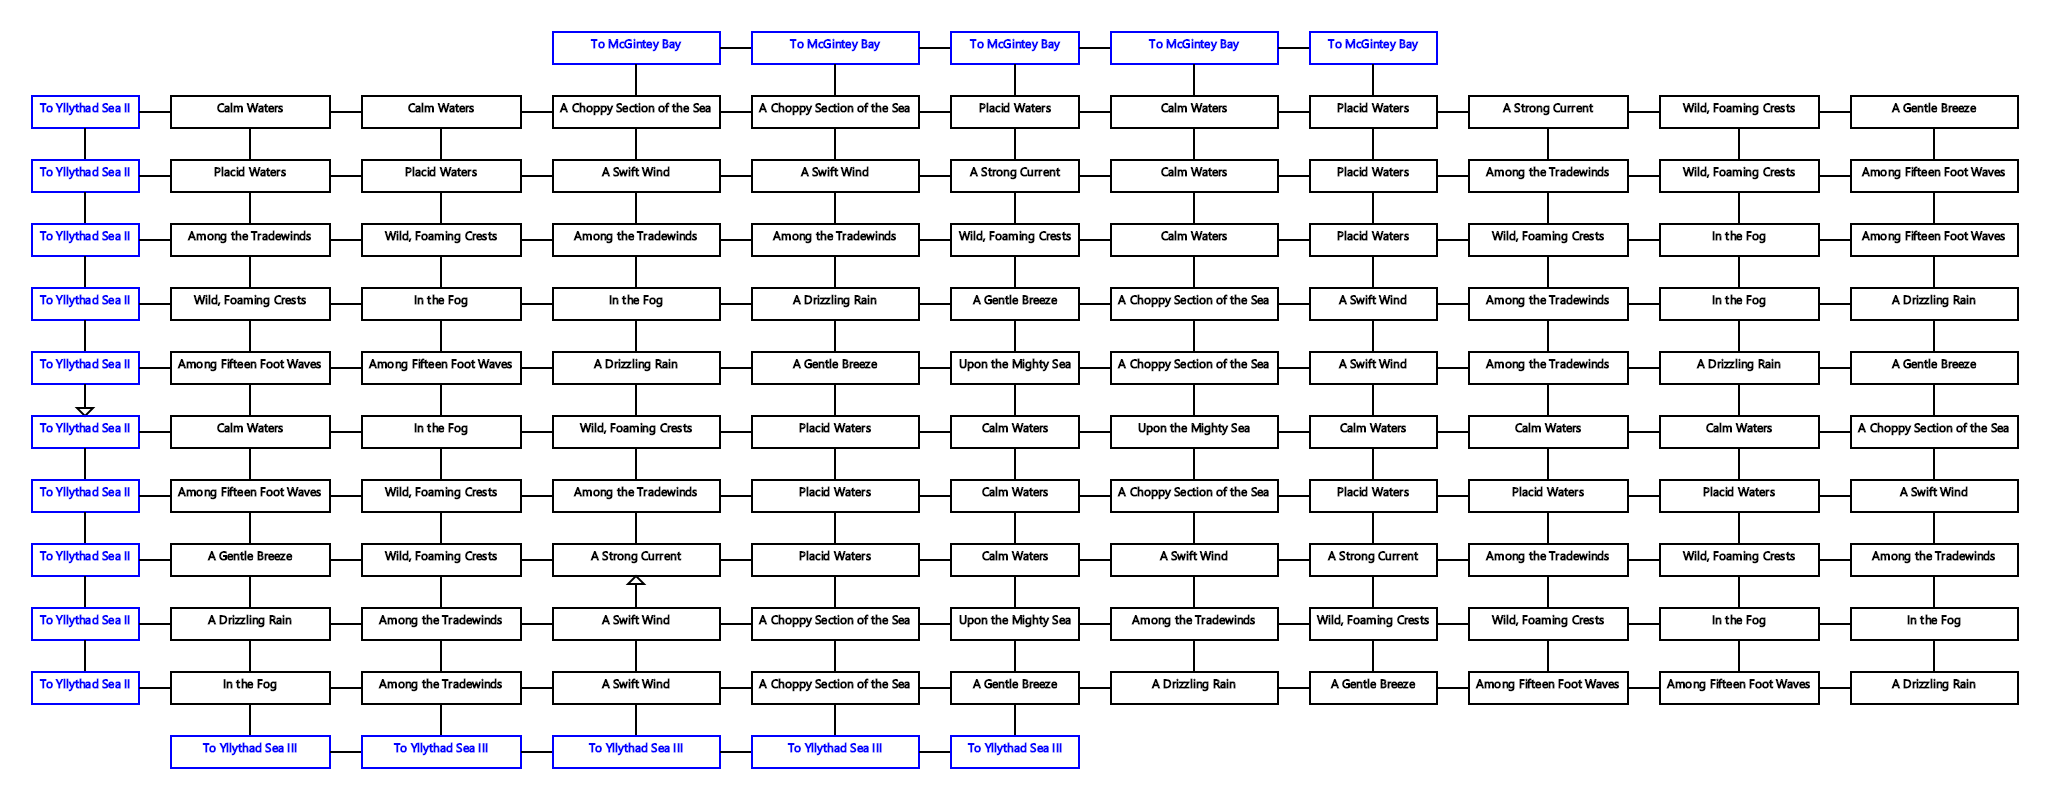 To McGintey Bay To McGintey Bay To McGintey Bay To McGintey Bay To McGintey Bay
To Yllythad Sea II Calm Waters Calm Waters A Choppy Section of the Sea A Choppy Section of the Sea Placid Waters Calm Waters Placid Waters A Strong Current Wild, Foaming Crests A Gentle Breeze
To Yllythad Sea II Placid Waters Placid Waters A Swift Wind A Swift Wind A Strong Current Calm Waters Placid Waters Among the Tradewinds Wild, Foaming Crests Among Fifteen Foot Waves
To Yllythad Sea II Among the Tradewinds Wild, Foaming Crests Among the Tradewinds Among the Tradewinds Wild, Foaming Crests Calm Waters Placid Waters Wild, Foaming Crests In the Fog Among Fifteen Foot Waves
To Yllythad Sea II Wild, Foaming Crests In the Fog In the Fog A Drizzling Rain A Gentle Breeze A Choppy Section of the Sea A Swift Wind Among the Tradewinds In the Fog A Drizzling Rain
To Yllythad Sea II Among Fifteen Foot Waves Among Fifteen Foot Waves A Drizzling Rain A Gentle Breeze Upon the Mighty Sea A Choppy Section of the Sea A Swift Wind Among the Tradewinds A Drizzling Rain A Gentle Breeze
To Yllythad Sea II Calm Waters In the Fog Wild, Foaming Crests Placid Waters Calm Waters Upon the Mighty Sea Calm Waters Calm Waters Calm Waters A Choppy Section of the Sea
To Yllythad Sea II Among Fifteen Foot Waves Wild, Foaming Crests Among the Tradewinds Placid Waters Calm Waters A Choppy Section of the Sea Placid Waters Placid Waters Placid Waters A Swift Wind
To Yllythad Sea II A Gentle Breeze Wild, Foaming Crests A Strong Current Placid Waters Calm Waters A Swift Wind A Strong Current Among the Tradewinds Wild, Foaming Crests Among the Tradewinds
To Yllythad Sea II A Drizzling Rain Among the Tradewinds A Swift Wind A Choppy Section of the Sea Upon the Mighty Sea Among the Tradewinds Wild, Foaming Crests Wild, Foaming Crests In the Fog In the Fog
To Yllythad Sea II In the Fog Among the Tradewinds A Swift Wind A Choppy Section of the Sea A Gentle Breeze A Drizzling Rain A Gentle Breeze Among Fifteen Foot Waves Among Fifteen Foot Waves A Drizzling Rain
To Yllythad Sea III To Yllythad Sea III To Yllythad Sea III To Yllythad Sea III To Yllythad Sea III